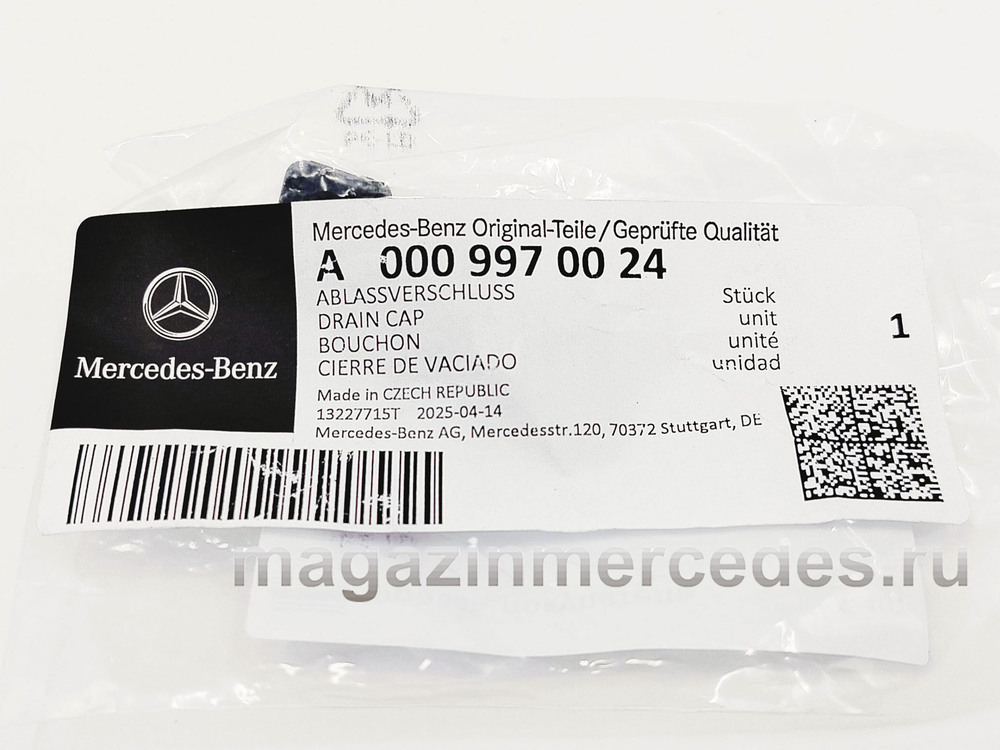 Mercedes-Benz Original-Teile/Geprüfte Qualität
A 000 997 00 24
ABLASSVERSCHLUSS Stück
DRAIN CAP unit
BOUCHON unité
CIERRE DE VACIADO unidad
1
Made in CZECH REPUBLIC
13227715T 2025-04-14
Mercedes-Benz AG, Mercedesstr.120, 70372 Stuttgart, DE
Mercedes-Benz
magazinmercedes.ru